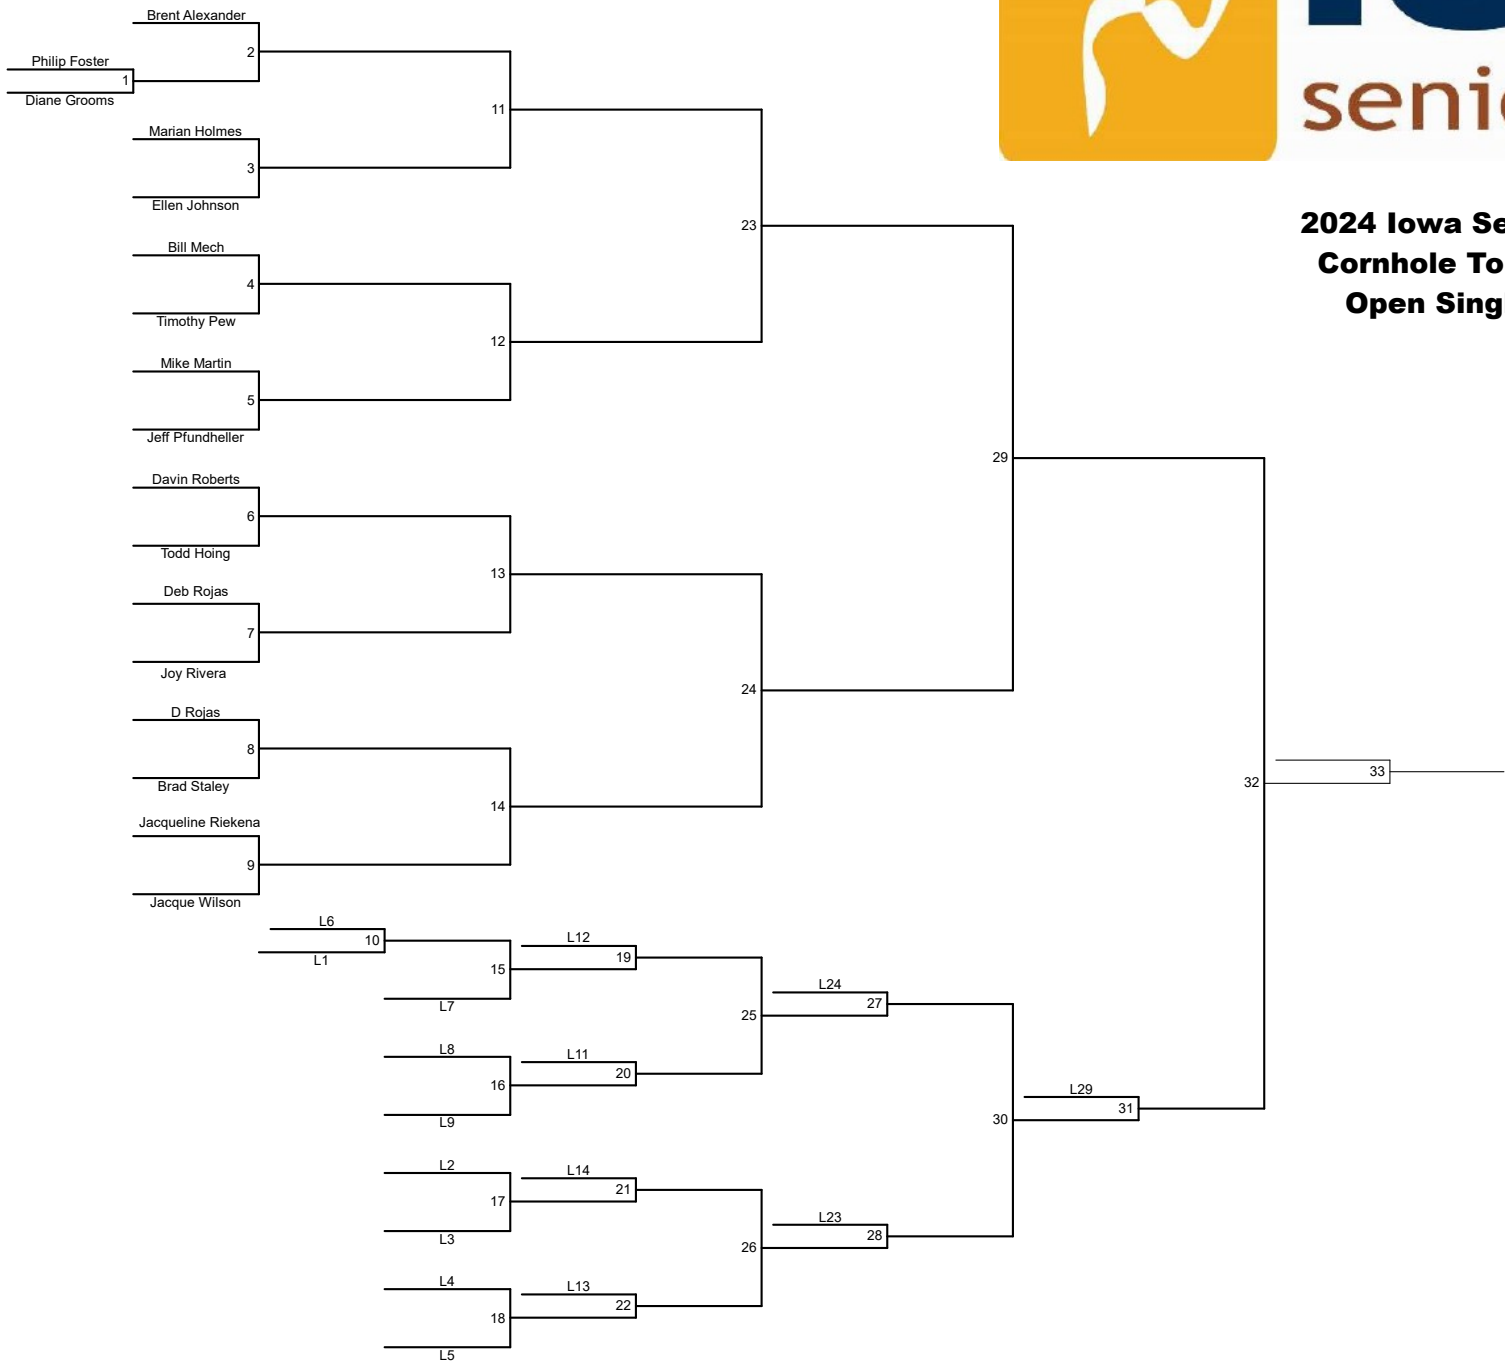 Brent Alexander
2
Philip Foster
1
Diane Grooms
11
Marian Holmes
3
Ellen Johnson
23
Bill Mech
4
Timothy Pew
12
Mike Martin
5
Jeff Pfundheller
29
Davin Roberts
6
Todd Hoing
13
Deb Rojas
7
Joy Rivera
24
D Rojas
8
Brad Staley
14
Jacqueline Riekena
9
Jacque Wilson
32
33
L6
10
L1
15
L7
L12
19
25
L24
27
L8
16
L9
L11
20
30
L29
31
L2
17
L3
L14
21
26
L23
28
L4
18
L5
L13
22
2024 Iowa Se
Cornhole To
Open Sing